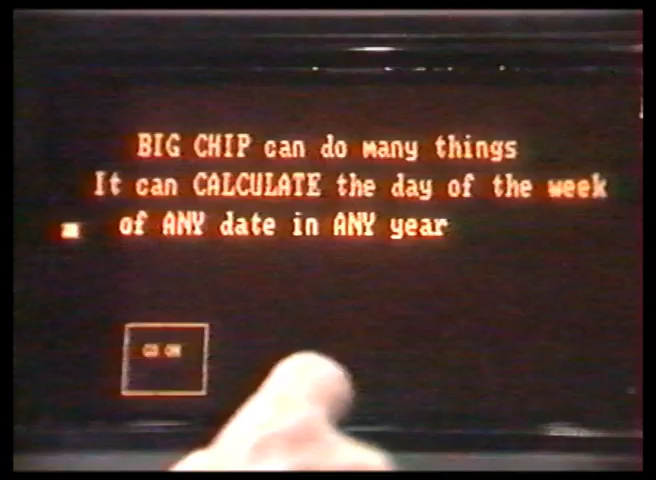 BIG CHIP can do many things
It can CALCULATE the day of the week
of ANY date in ANY year
GO ON